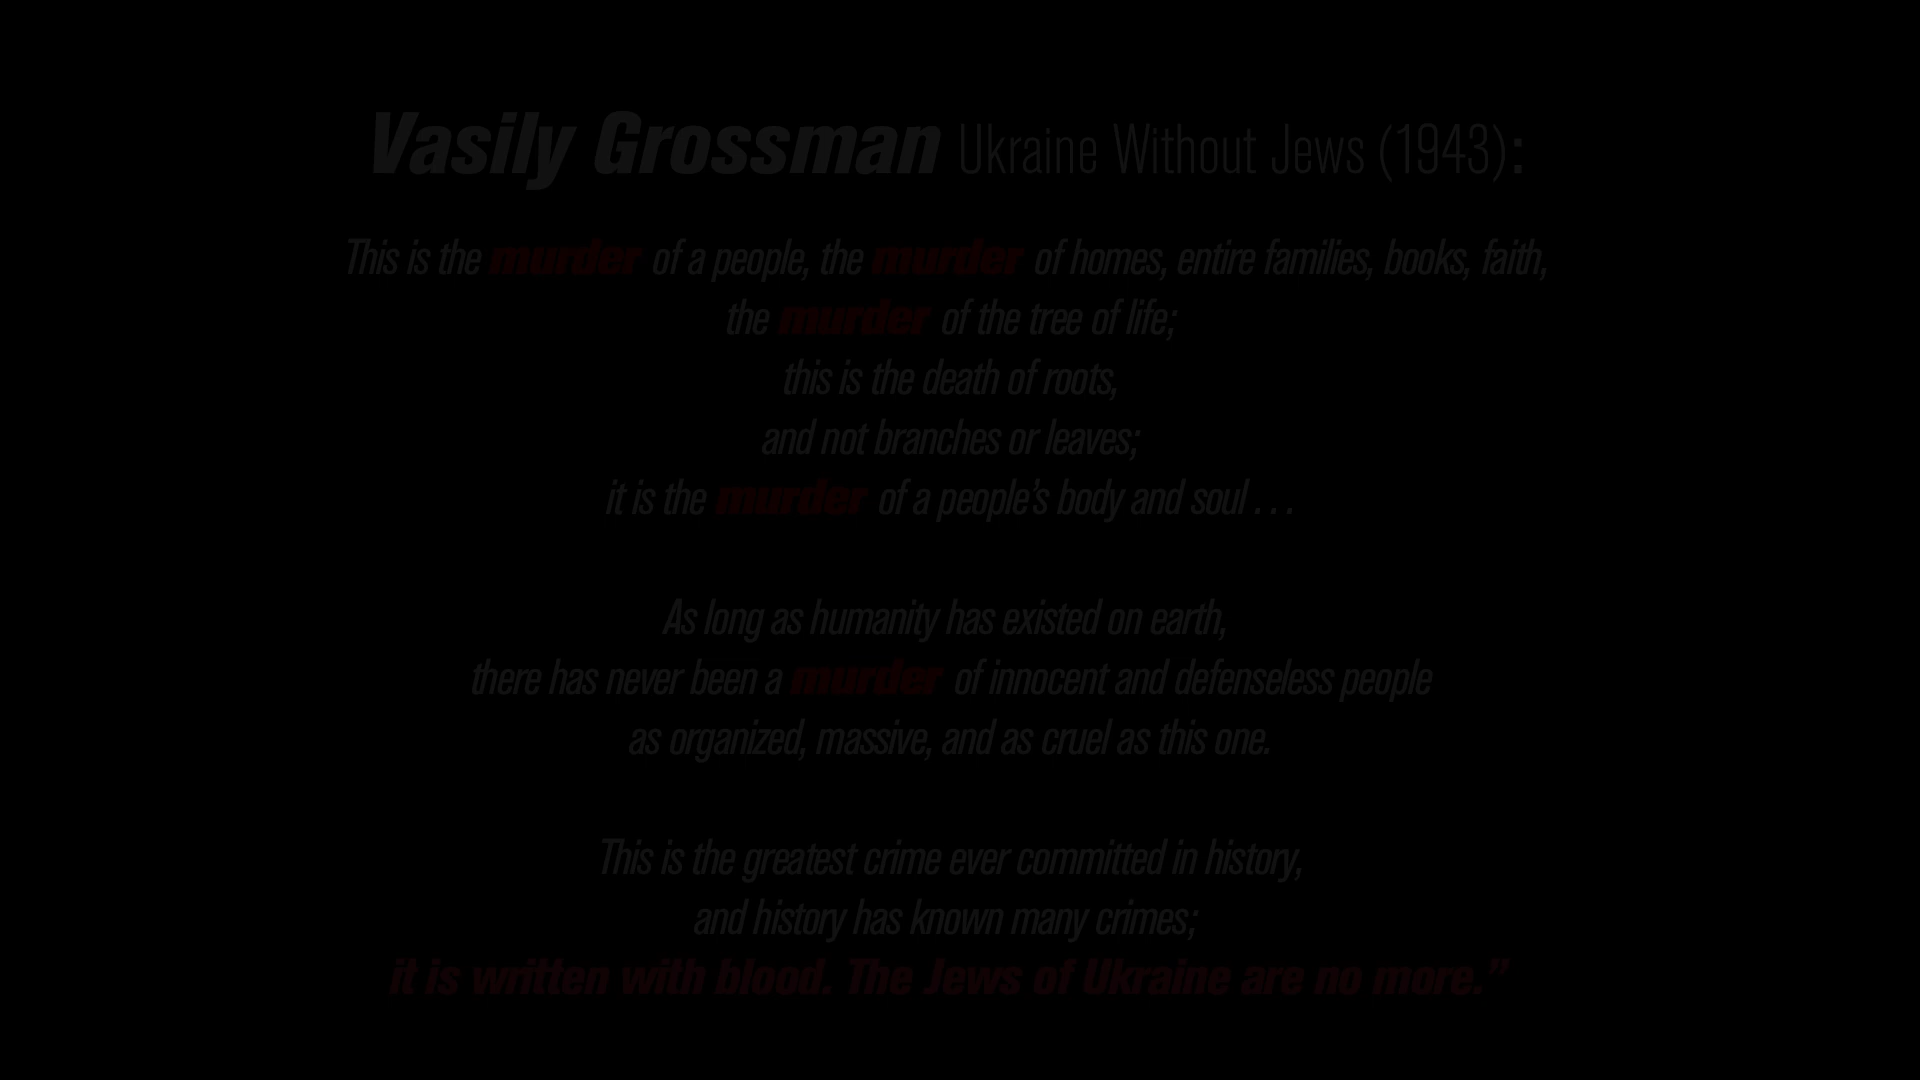 Vasily Grossman Ukraine Without Jews (1943):
This is the murder of a people, the murder of homes, entire families, books, faith,
the murder of the tree of life;
this is the death of roots,
and not branches or leaves;
it is the murder of a people’s body and soul . . .
As long as humanity has existed on earth,
there has never been a murder of innocent and defenseless people
as organized, massive, and as cruel as this one.
This is the greatest crime ever committed in history,
and history has known many crimes;
it is written with blood. The Jews of Ukraine are no more.”